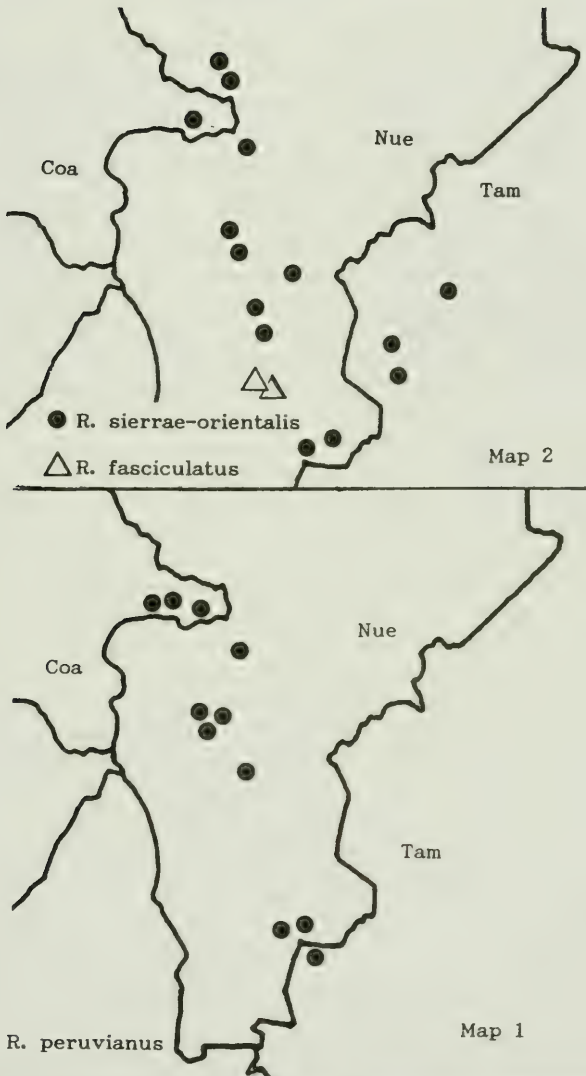 Nue
Coa
Tam
R. sierrae-orientalis
R. fasciculatus
Map 2
Nue
Coa
Tam
R. peruvianus
Map 1